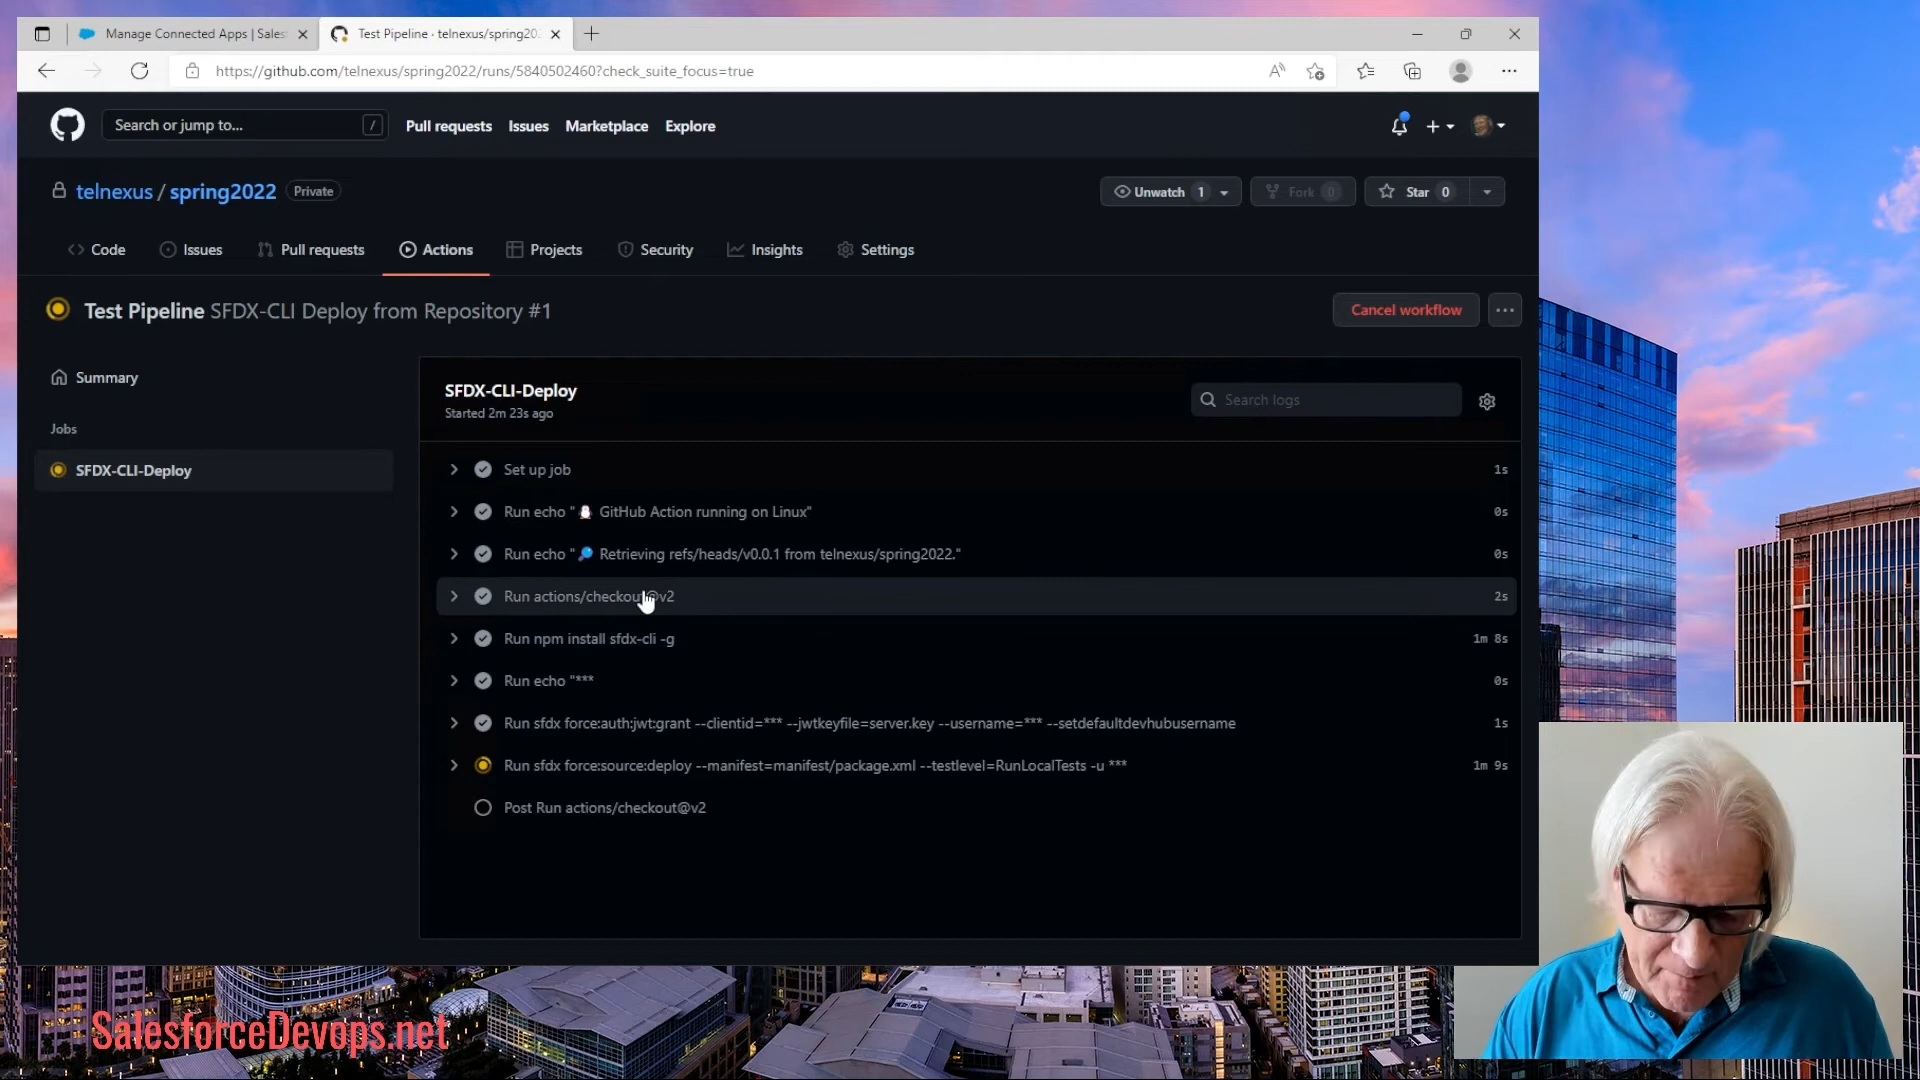 Manage Connected Apps | Sales
Test Pipeline · telnexus/spring20
https://github.com/telnexus/spring2022/runs/5840502460?check_suite_focus=true
Search or jump to...
/
Pull requests
Issues
Marketplace
Explore
telnexus / spring2022
Private
Unwatch 1
Fork 0
Star 0
Code
Issues
Pull requests
Actions
Projects
Security
Insights
Settings
Test Pipeline SFDX-CLI Deploy from Repository #1
Cancel workflow
Summary
Jobs
SFDX-CLI-Deploy
SFDX-CLI-Deploy
Started 2m 23s ago
Search logs
Set up job 1s
Run echo "🐧 GitHub Action running on Linux" 0s
Run echo "🔎 Retrieving refs/heads/v0.0.1 from telnexus/spring2022." 0s
Run actions/checkout@v2 2s
Run npm install sfdx-cli -g 1m 8s
Run echo "*** 0s
Run sfdx force:auth:jwt:grant --clientid=*** --jwtkeyfile=server.key --username=*** --setdefaultdevhubusername 1s
Run sfdx force:source:deploy --manifest=manifest/package.xml --testlevel=RunLocalTests -u *** 1m 9s
Post Run actions/checkout@v2
SalesforceDevops.net